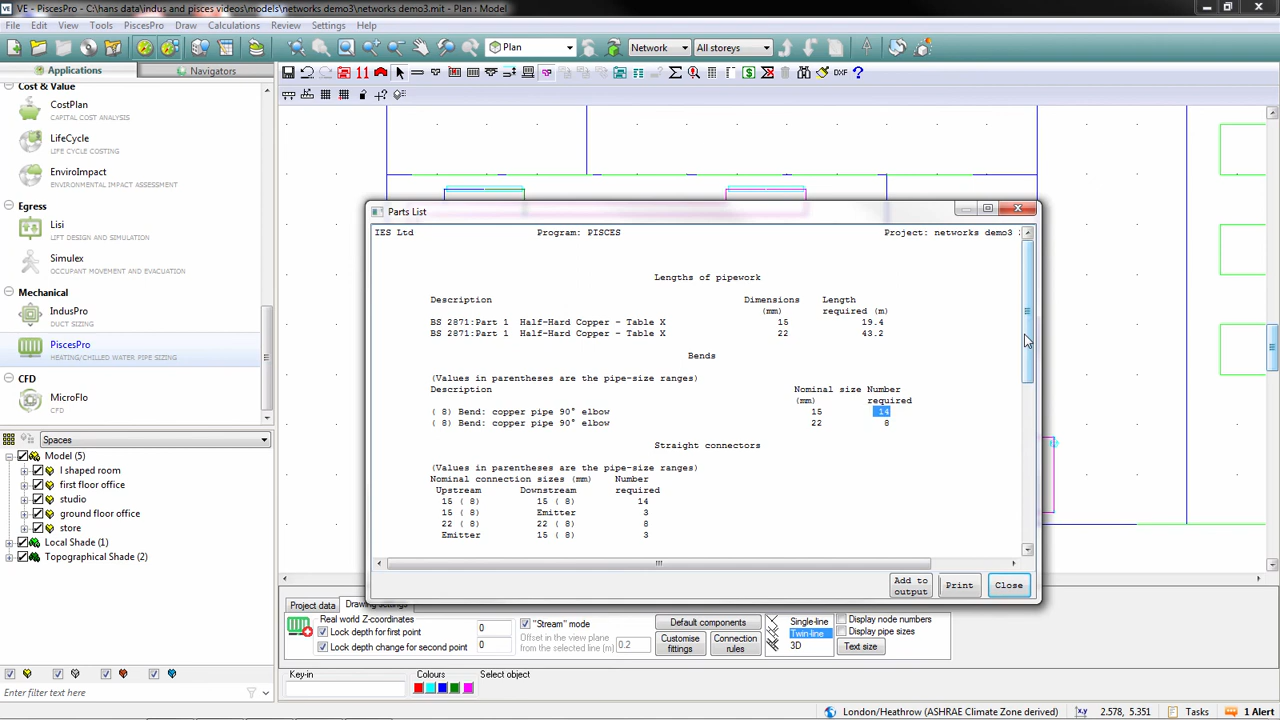 VE - PiscesPro - C:\hans data\indus and pisces videos\models\networks demo3\networks demo3.mit - Plan : Model
File Edit View Tools PiscesPro Draw Calculations Review Settings Help
Plan Network All storeys
Applications Navigators
DXF
Cost & Value
CostPlan
CAPITAL COST ANALYSIS
LifeCycle
LIFE CYCLE COSTING
EnviroImpact
ENVIRONMENTAL IMPACT ASSESSMENT
Egress
Lisi
LIFT DESIGN AND SIMULATION
Simulex
OCCUPANT MOVEMENT AND EVACUATION
Mechanical
IndusPro
DUCT SIZING
PiscesPro
HEATING/CHILLED WATER PIPE SIZING
CFD
MicroFlo
CFD
Spaces
Model (5)
l shaped room
first floor office
studio
ground floor office
store
Local Shade (1)
Topographical Shade (2)
Enter filter text here
Parts List
IES Ltd Program: PISCES Project: networks demo3
Lengths of pipework
Description Dimensions Length
(mm) required (m)
BS 2871:Part 1 Half-Hard Copper - Table X 15 19.4
BS 2871:Part 1 Half-Hard Copper - Table X 22 43.2
Bends
(Values in parentheses are the pipe-size ranges)
Description Nominal size Number
(mm) required
( 8) Bend: copper pipe 90° elbow 15 14
( 8) Bend: copper pipe 90° elbow 22 8
Straight connectors
(Values in parentheses are the pipe-size ranges)
Nominal connection sizes (mm) Number
Upstream Downstream required
15 ( 8) 15 ( 8) 14
15 ( 8) Emitter 3
22 ( 8) 22 ( 8) 8
Emitter 15 ( 8) 3
Add to output Print Close
Project data Drawing settings
Real world Z-coordinates
Lock depth for first point 0
Lock depth change for second point 0
"Stream" mode
Offset in the view plane from the selected line (m) 0.2
Default components
Customise fittings
Connection rules
Single-line
Twin-line
3D
Display node numbers
Display pipe sizes
Text size
Key-in Colours Select object
London/Heathrow (ASHRAE Climate Zone derived) x,y 2.578, 5.351 Tasks 1 Alert